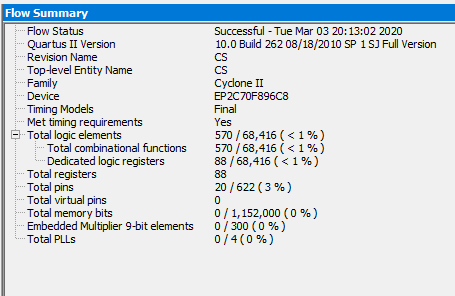 Flow Summary
Flow Status Successful - Tue Mar 03 20:13:02 2020
Quartus II Version 10.0 Build 262 08/18/2010 SP 1 SJ Full Version
Revision Name CS
Top-level Entity Name CS
Family Cyclone II
Device EP2C70F896C8
Timing Models Final
Met timing requirements Yes
Total logic elements 570 / 68,416 ( < 1 % )
Total combinational functions 570 / 68,416 ( < 1 % )
Dedicated logic registers 88 / 68,416 ( < 1 % )
Total registers 88
Total pins 20 / 622 ( 3 % )
Total virtual pins 0
Total memory bits 0 / 1,152,000 ( 0 % )
Embedded Multiplier 9-bit elements 0 / 300 ( 0 % )
Total PLLs 0 / 4 ( 0 % )